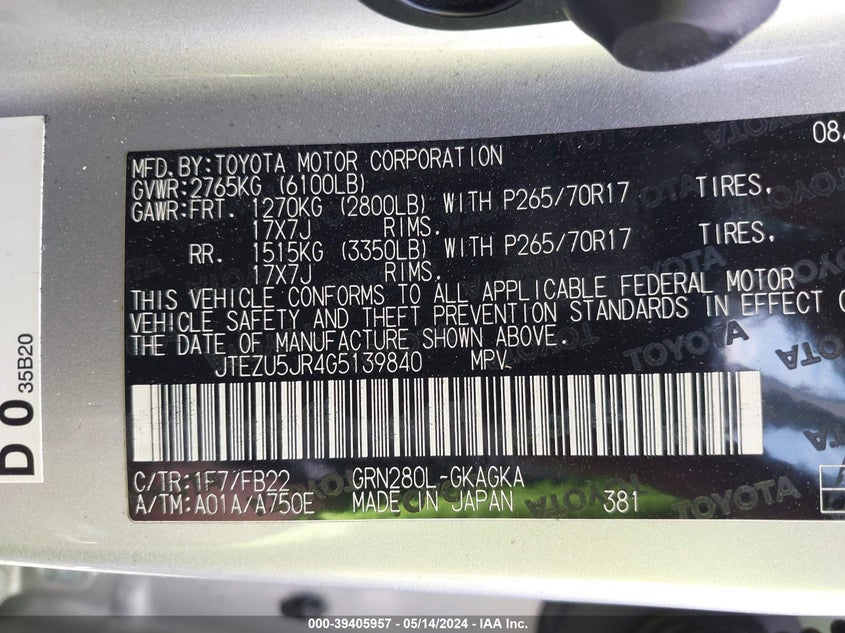 08/
MFD.BY:TOYOTA MOTOR CORPORATION
GVWR:2765KG (6100LB)
GAWR:FRT. 1270KG (2800LB) WITH P265/70R17 TIRES,
17X7J RIMS.
RR. 1515KG (3350LB) WITH P265/70R17 TIRES,
17X7J RIMS.
THIS VEHICLE CONFORMS TO ALL APPLICABLE FEDERAL MOTOR
VEHICLE SAFETY AND THEFT PREVENTION STANDARDS IN EFFECT O
THE DATE OF MANUFACTURE SHOWN ABOVE.
JTEZU5JR4G5139840 MPV
C/TR:1F7/FB22 GRN280L-GKAGKA
A/TM:A01A/A750E MADE IN JAPAN 381
D 0 35B20
000-39405957 - 05/14/2024 - IAA Inc.